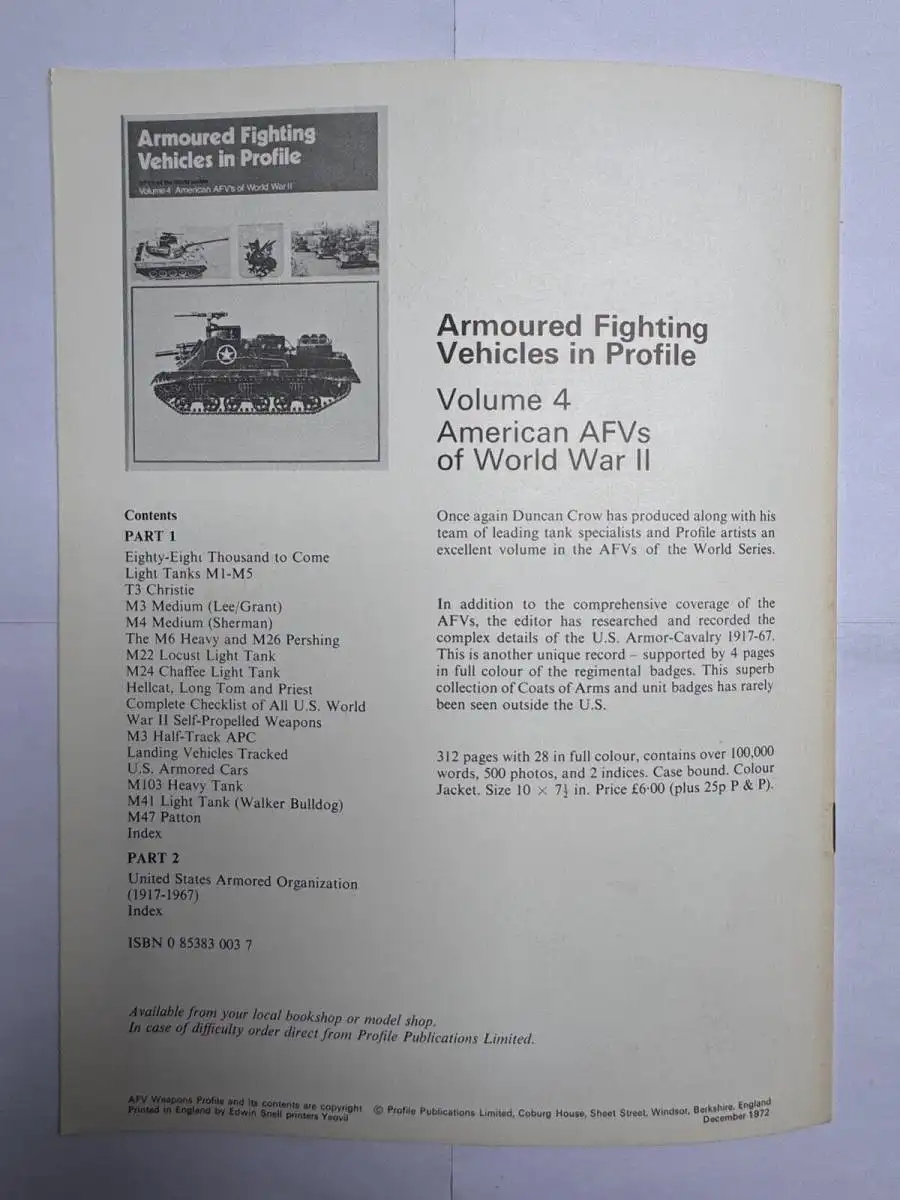 Armoured Fighting
Vehicles in Profile
Volume 4 American AFV's of World War II
Armoured Fighting
Vehicles in Profile
Volume 4
American AFVs
of World War II
Contents
PART 1
Eighty-Eight Thousand to Come
Light Tanks M1-M5
T3 Christie
M3 Medium (Lee/Grant)
M4 Medium (Sherman)
The M6 Heavy and M26 Pershing
M22 Locust Light Tank
M24 Chaffee Light Tank
Hellcat, Long Tom and Priest
Complete Checklist of All U.S. World
War II Self-Propelled Weapons
M3 Half-Track APC
Landing Vehicles Tracked
U.S. Armored Cars
M103 Heavy Tank
M41 Light Tank (Walker Bulldog)
M47 Patton
Index
PART 2
United States Armored Organization
(1917-1967)
Index
ISBN 0 85383 003 7
Once again Duncan Crow has produced along with his
team of leading tank specialists and Profile artists an
excellent volume in the AFVs of the World Series.
In addition to the comprehensive coverage of the
AFVs, the editor has researched and recorded the
complex details of the U.S. Armor-Cavalry 1917-67.
This is another unique record – supported by 4 pages
in full colour of the regimental badges. This superb
collection of Coats of Arms and unit badges has rarely
been seen outside the U.S.
312 pages with 28 in full colour, contains over 100,000
words, 500 photos, and 2 indices. Case bound. Colour
Jacket. Size 10 × 7½ in. Price £6·00 (plus 25p P & P).
Available from your local bookshop or model shop.
In case of difficulty order direct from Profile Publications Limited.
AFV Weapons Profile and its contents are copyright
Printed in England by Edwin Snell printers Yeovil
© Profile Publications Limited, Coburg House, Sheet Street, Windsor, Berkshire, England
December 1972